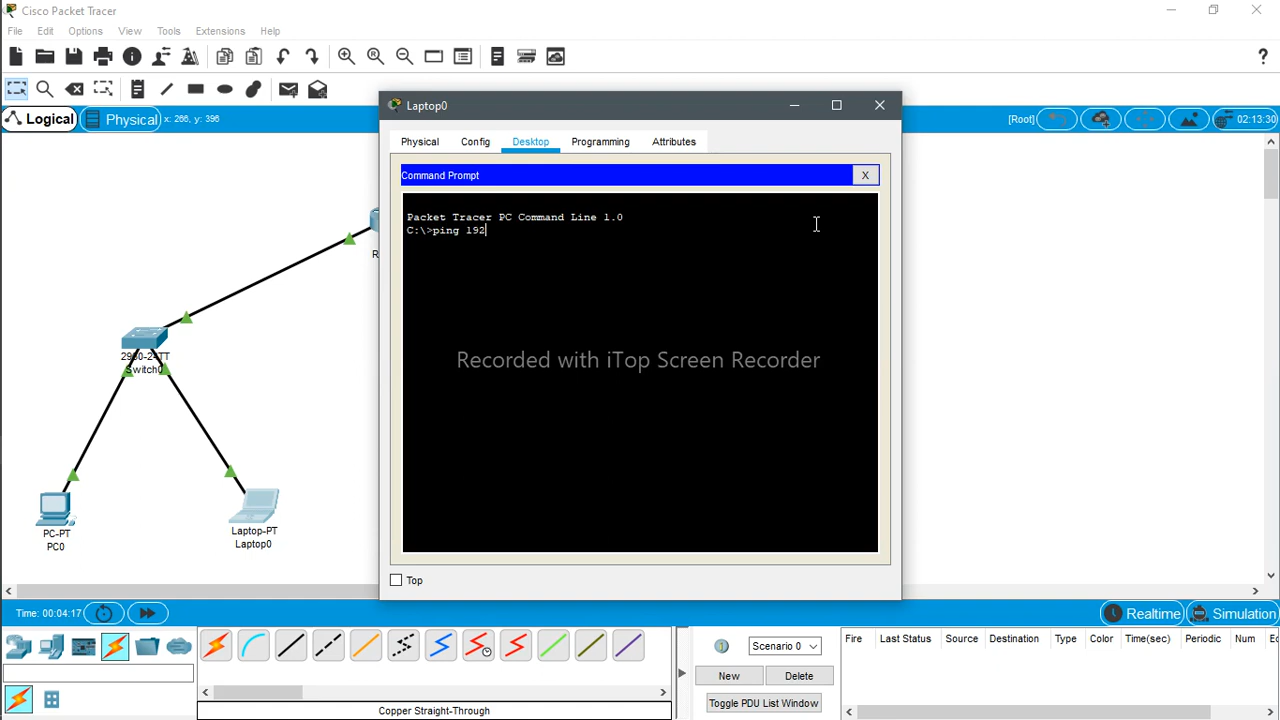 Cisco Packet Tracer
File Edit Options View Tools Extensions Help
?
Logical Physical x: 266, y: 396 [Root] 02:13:30
Laptop0
Physical Config Desktop Programming Attributes
Command Prompt X
Packet Tracer PC Command Line 1.0
C:\>ping 192
R
Recorded with iTop Screen Recorder
Switch0
PC-PT
PC0
Laptop-PT
Laptop0
Top
Time: 00:04:17 Realtime Simulation
Scenario 0
New Delete
Toggle PDU List Window
Fire Last Status Source Destination Type Color Time(sec) Periodic Num
Copper Straight-Through